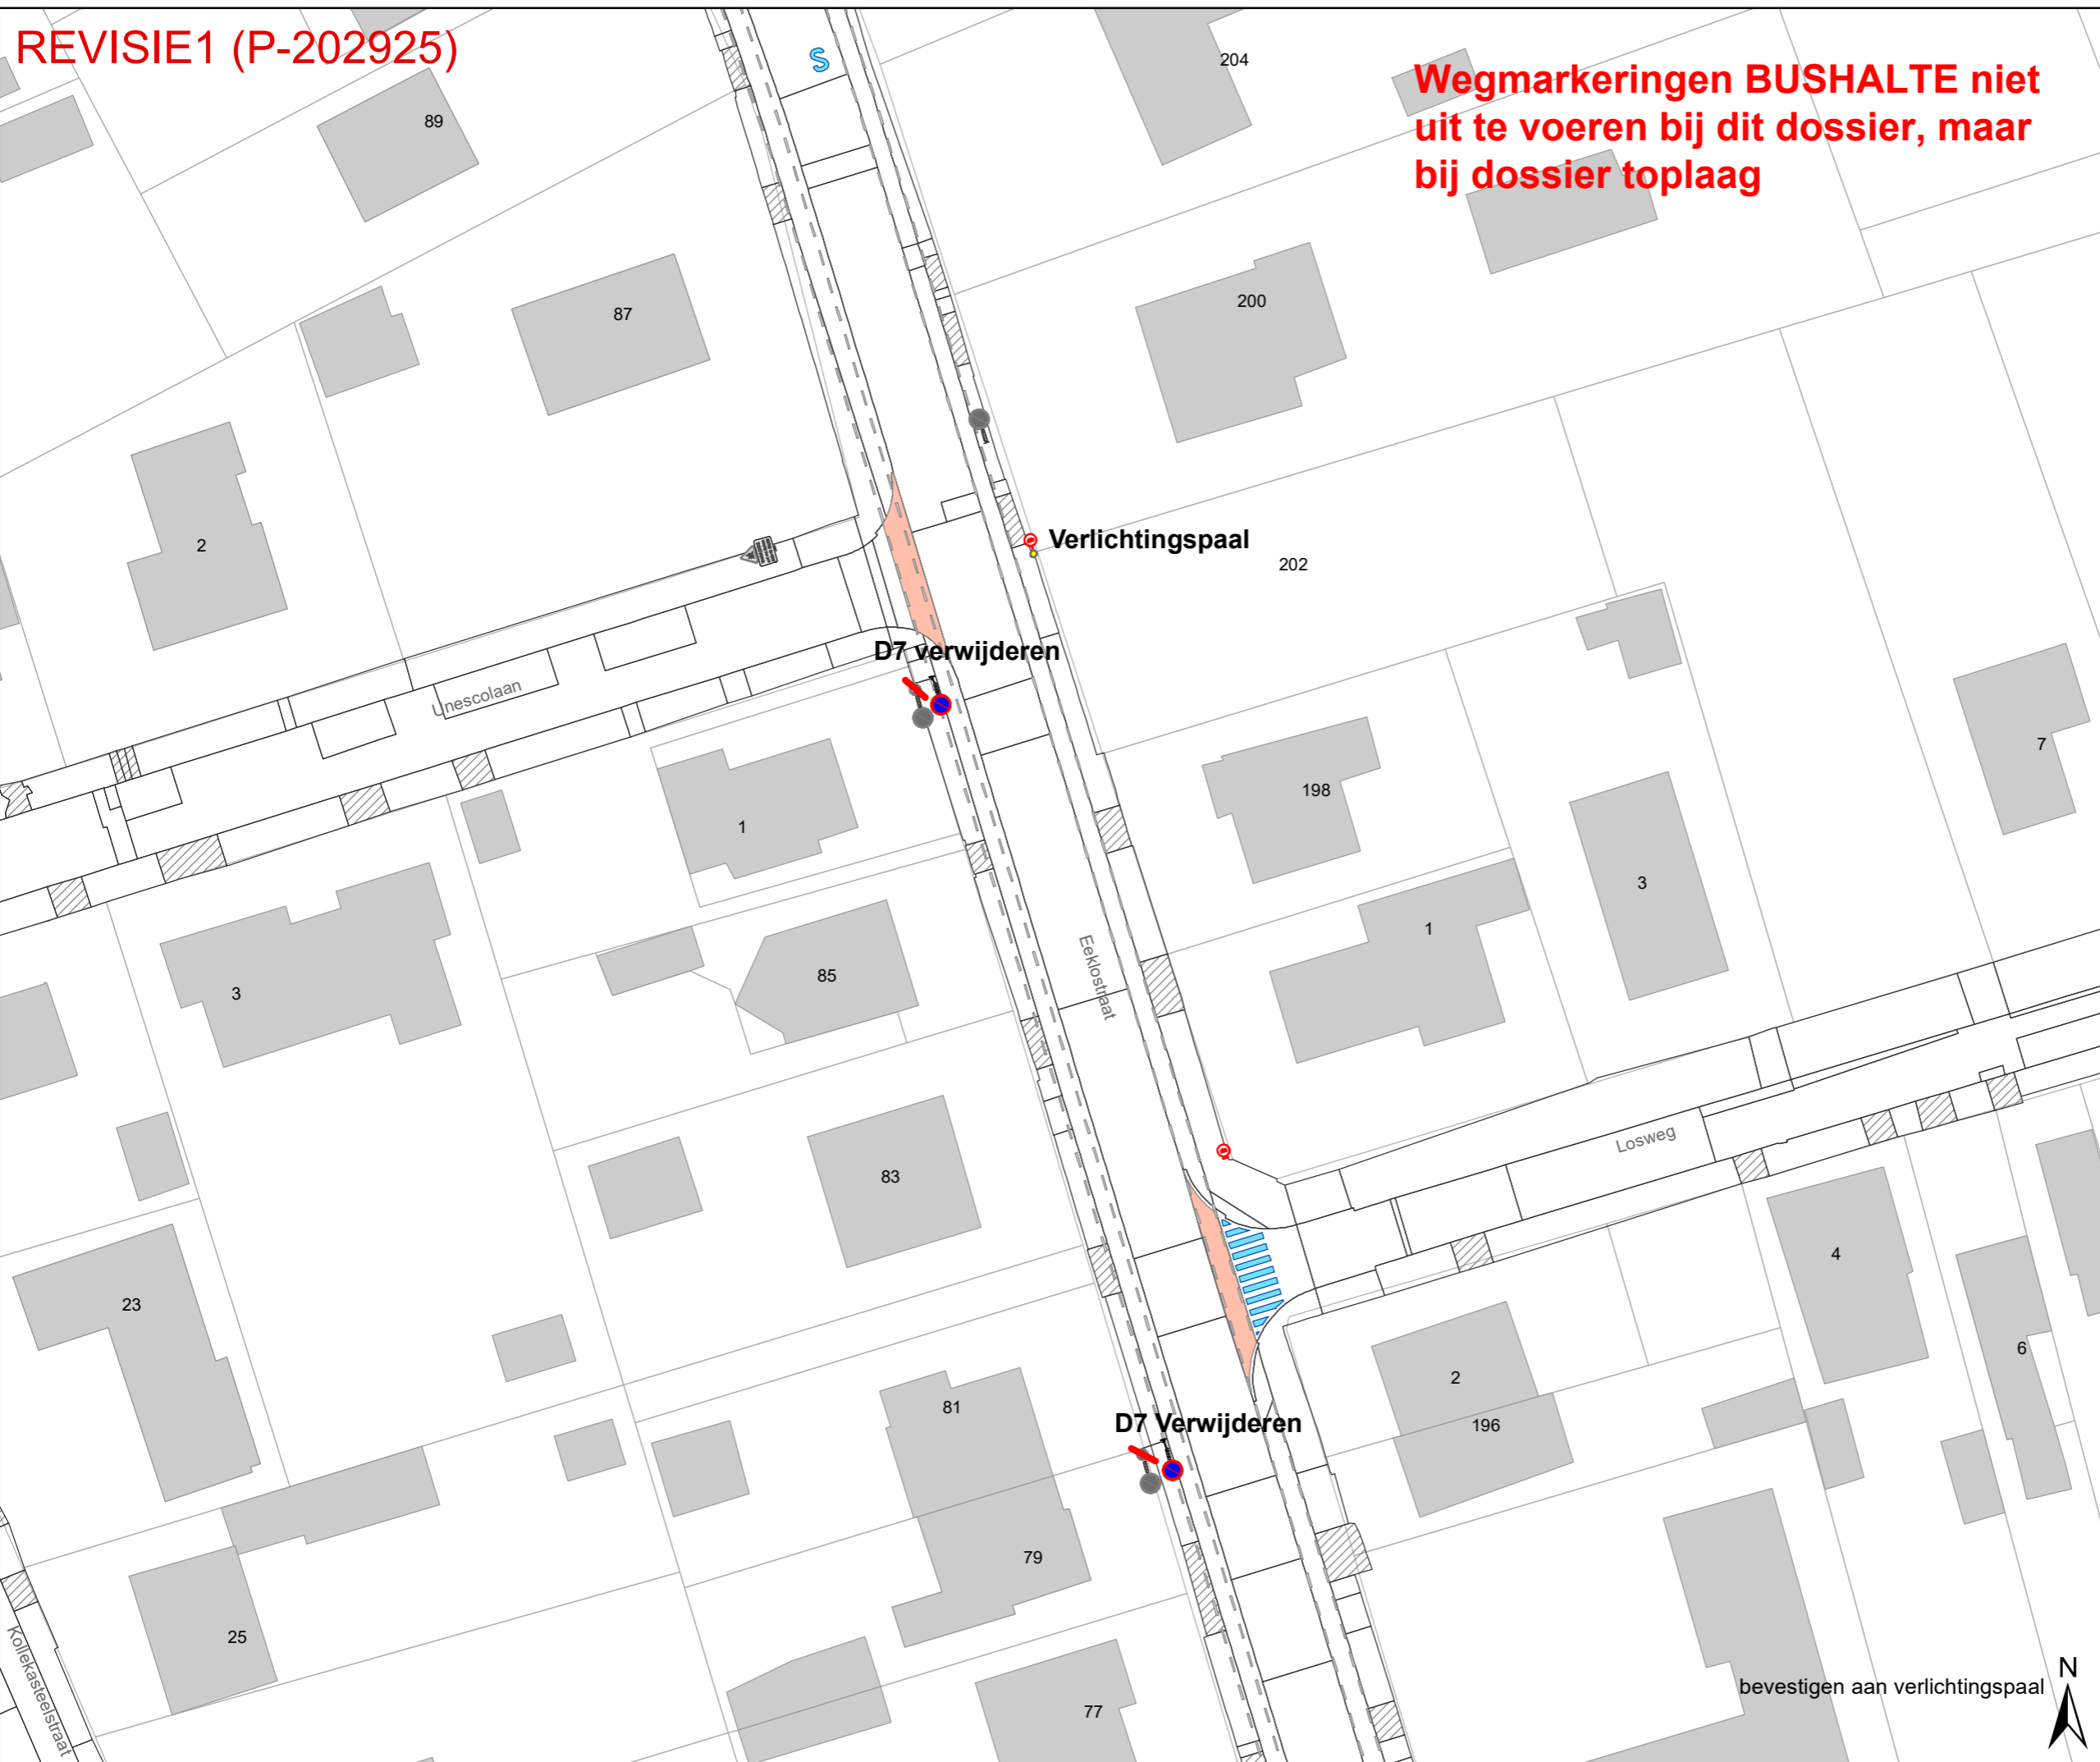 REVISIE1 (P-202925)
S
204
Wegmarkeringen BUSHALTE niet
uit te voeren bij dit dossier, maar
bij dossier toplaag
89
87
200
2
Verlichtingspaal
202
D7 verwijderen
Unescolaan
7
198
1
3
1
85
Eeklostraat
3
83
Losweg
4
23
6
2
81
D7 Verwijderen
196
79
25
Kollekasteelstraat
77
bevestigen aan verlichtingspaal
N